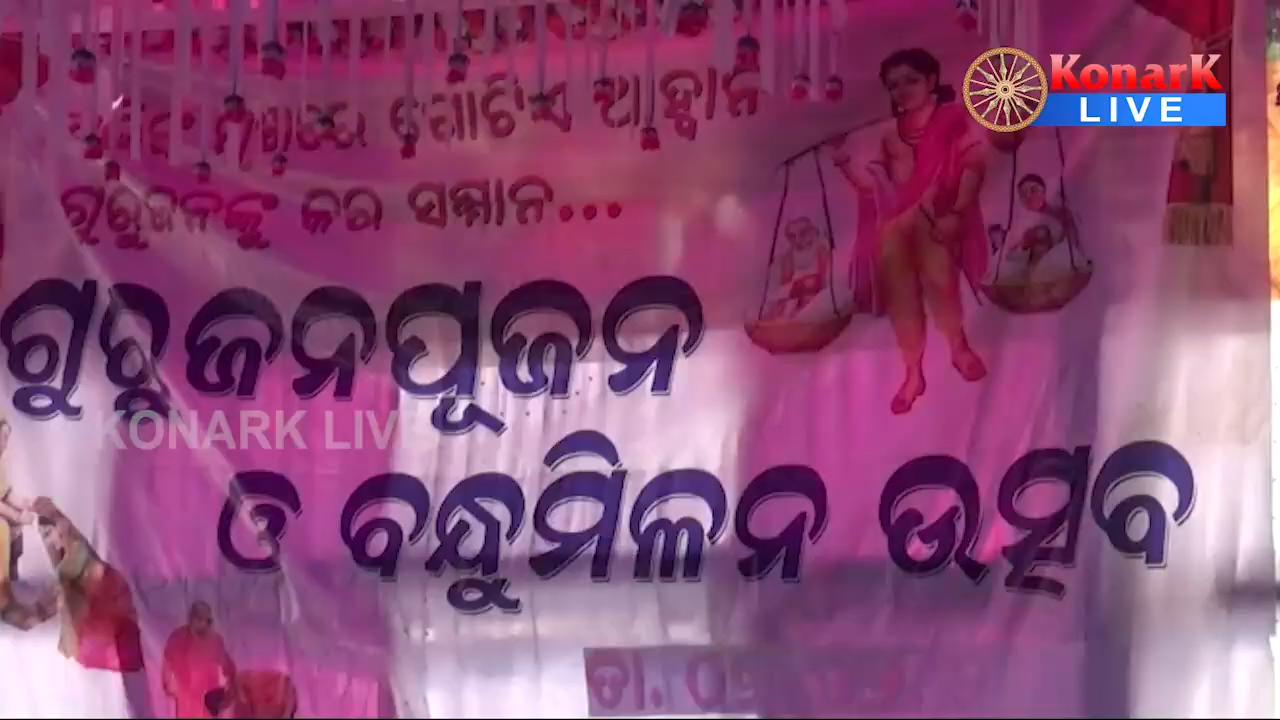 KonarK
LIVE
ଗୋଟିଏ ଆହ୍ୱାନ
ଗୁରୁଜନଙ୍କୁ କର ସମ୍ମାନ...
ଗୁରୁଜନପୂଜନ
KONARK LIVE
ଓ ବନ୍ଧୁମିଳନ ଉତ୍ସବ
ତା.